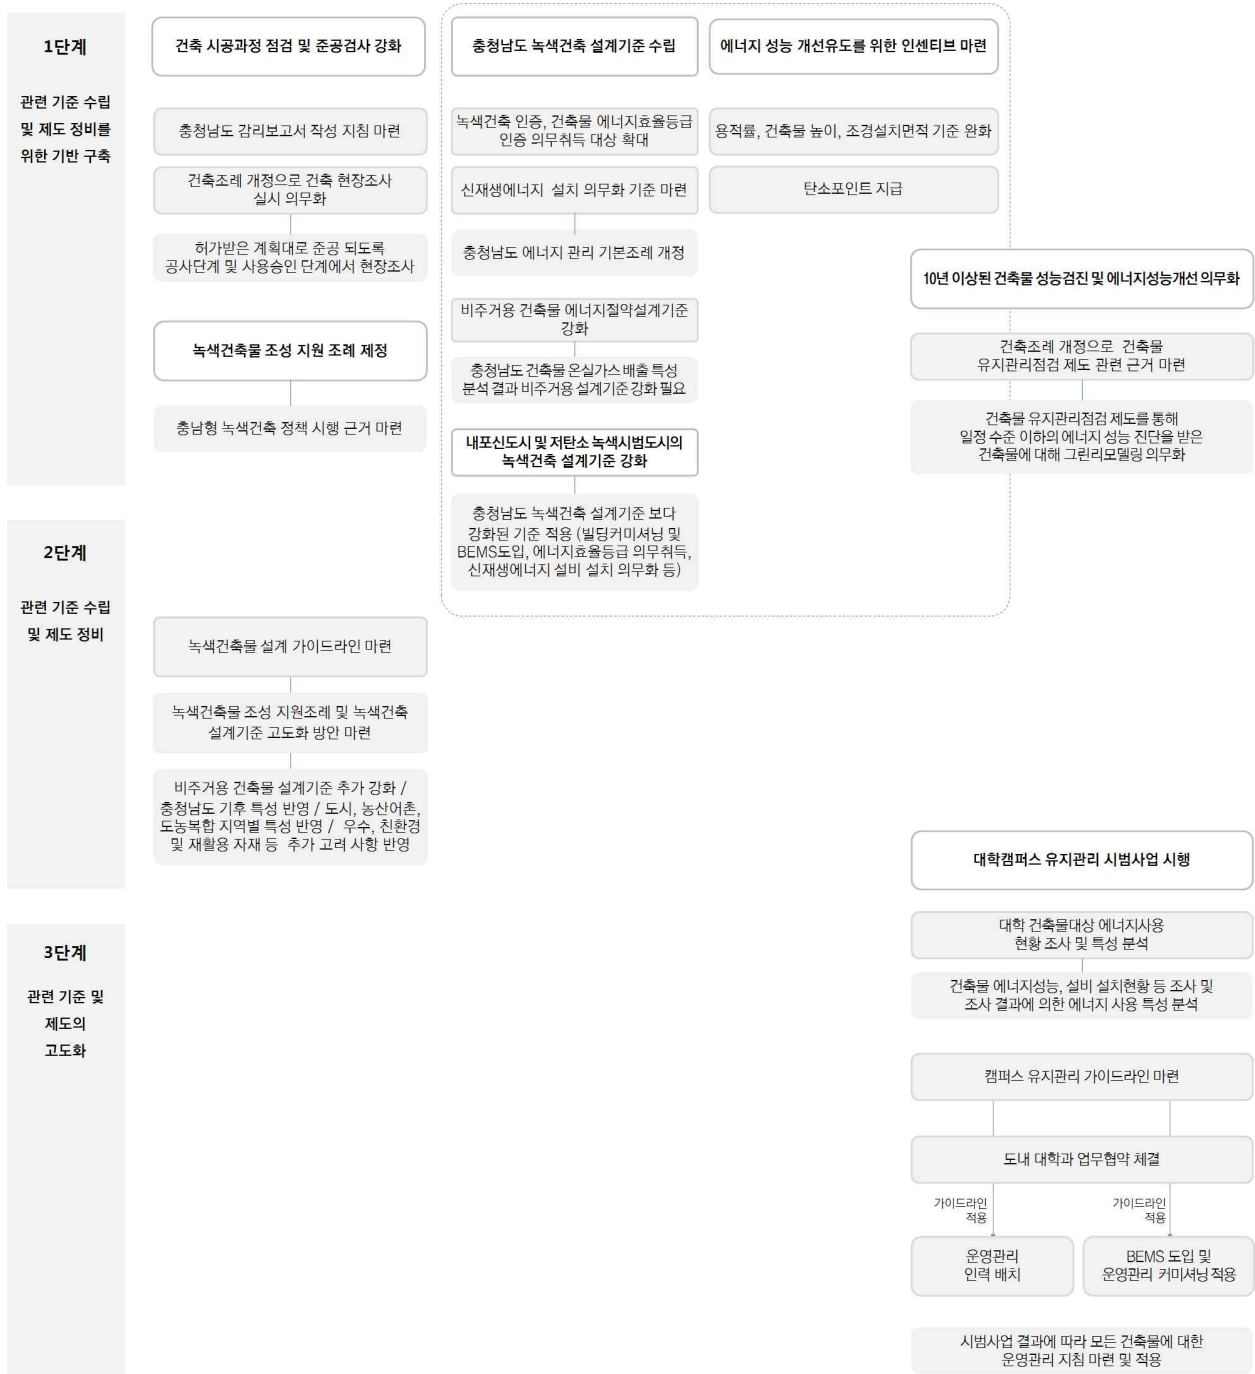 1단계
관련 기준 수립
및 제도 정비를
위한 기반 구축
건축 시공과정 점검 및 준공검사 강화
충청남도 감리보고서 작성 지침 마련
건축조례 개정으로 건축 현장조사
실시 의무화
허가받은 계획대로 준공 되도록
공사단계 및 사용승인 단계에서 현장조사
녹색건축물 조성 지원 조례 제정
충남형 녹색건축 정책 시행 근거 마련
충청남도 녹색건축 설계기준 수립
녹색건축 인증, 건축물 에너지효율등급
인증 의무취득 대상 확대
신재생에너지 설치 의무화 기준 마련
충청남도 에너지 관리 기본조례 개정
비주거용 건축물 에너지절약설계기준
강화
충청남도 건축물 온실가스 배출 특성
분석 결과 비주거용 설계기준 강화 필요
내포신도시 및 저탄소 녹색시범도시의
녹색건축 설계기준 강화
충청남도 녹색건축 설계기준 보다
강화된 기준 적용 (빌딩커미셔닝 및
BEMS도입, 에너지효율등급 의무취득,
신재생에너지 설비 설치 의무화 등)
에너지 성능 개선유도를 위한 인센티브 마련
용적률, 건축물 높이, 조경설치면적 기준 완화
탄소포인트 지급
10년 이상된 건축물 성능검진 및 에너지성능개선 의무화
건축조례 개정으로 건축물
유지관리점검 제도 관련 근거 마련
건축물 유지관리점검 제도를 통해
일정 수준 이하의 에너지 성능 진단을 받은
건축물에 대해 그린리모델링 의무화
2단계
관련 기준 수립
및 제도 정비
녹색건축물 설계 가이드라인 마련
녹색건축물 조성 지원조례 및 녹색건축
설계기준 고도화 방안 마련
비주거용 건축물 설계기준 추가 강화 /
충청남도 기후 특성 반영 / 도시, 농산어촌,
도농복합 지역별 특성 반영 / 우수, 친환경
및 재활용 자재 등 추가 고려 사항 반영
대학캠퍼스 유지관리 시범사업 시행
3단계
관련 기준 및
제도의
고도화
대학 건축물대상 에너지사용
현황 조사 및 특성 분석
건축물 에너지성능, 설비 설치현황 등 조사 및
조사 결과에 의한 에너지 사용 특성 분석
캠퍼스 유지관리 가이드라인 마련
도내 대학과 업무협약 체결
가이드라인
적용
가이드라인
적용
운영관리
인력 배치
BEMS 도입 및
운영관리 커미셔닝 적용
시범사업 결과에 따라 모든 건축물에 대한
운영관리 지침 마련 및 적용